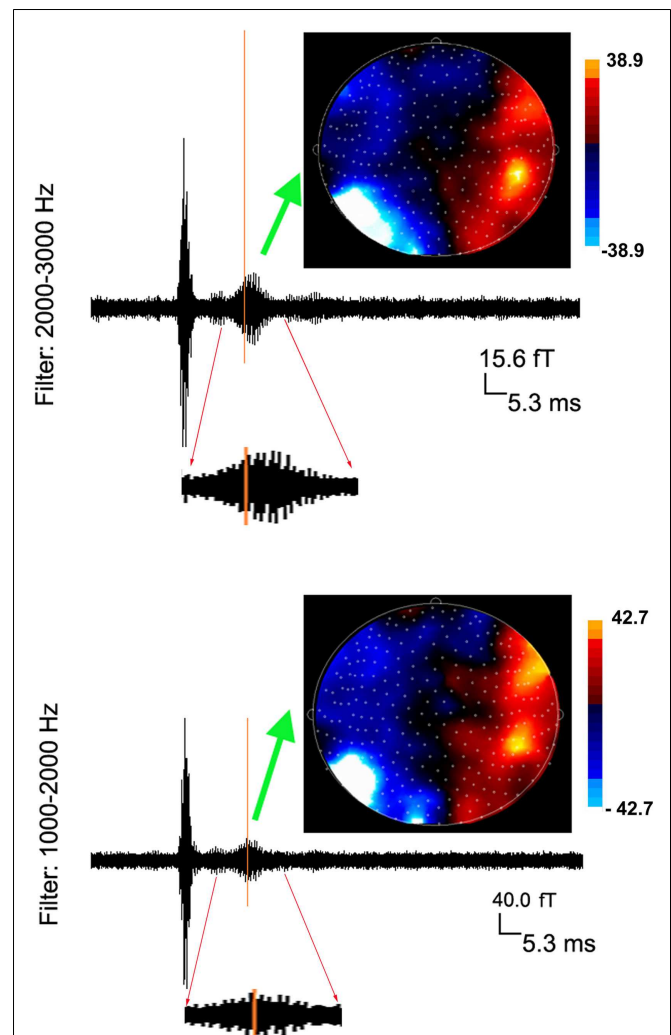 Filter: 2000-3000 Hz
38.9
-38.9
15.6 fT
5.3 ms
Filter: 1000-2000 Hz
42.7
- 42.7
40.0 fT
5.3 ms